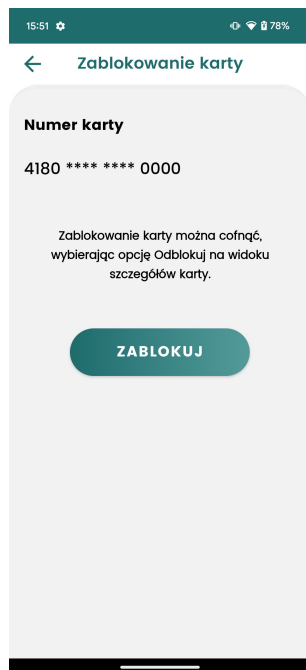 15:51 78%
Zablokowanie karty
Numer karty
4180 **** **** 0000
Zablokowanie karty można cofnąć,
wybierając opcję Odblokuj na widoku
szczegółów karty.
ZABLOKUJ